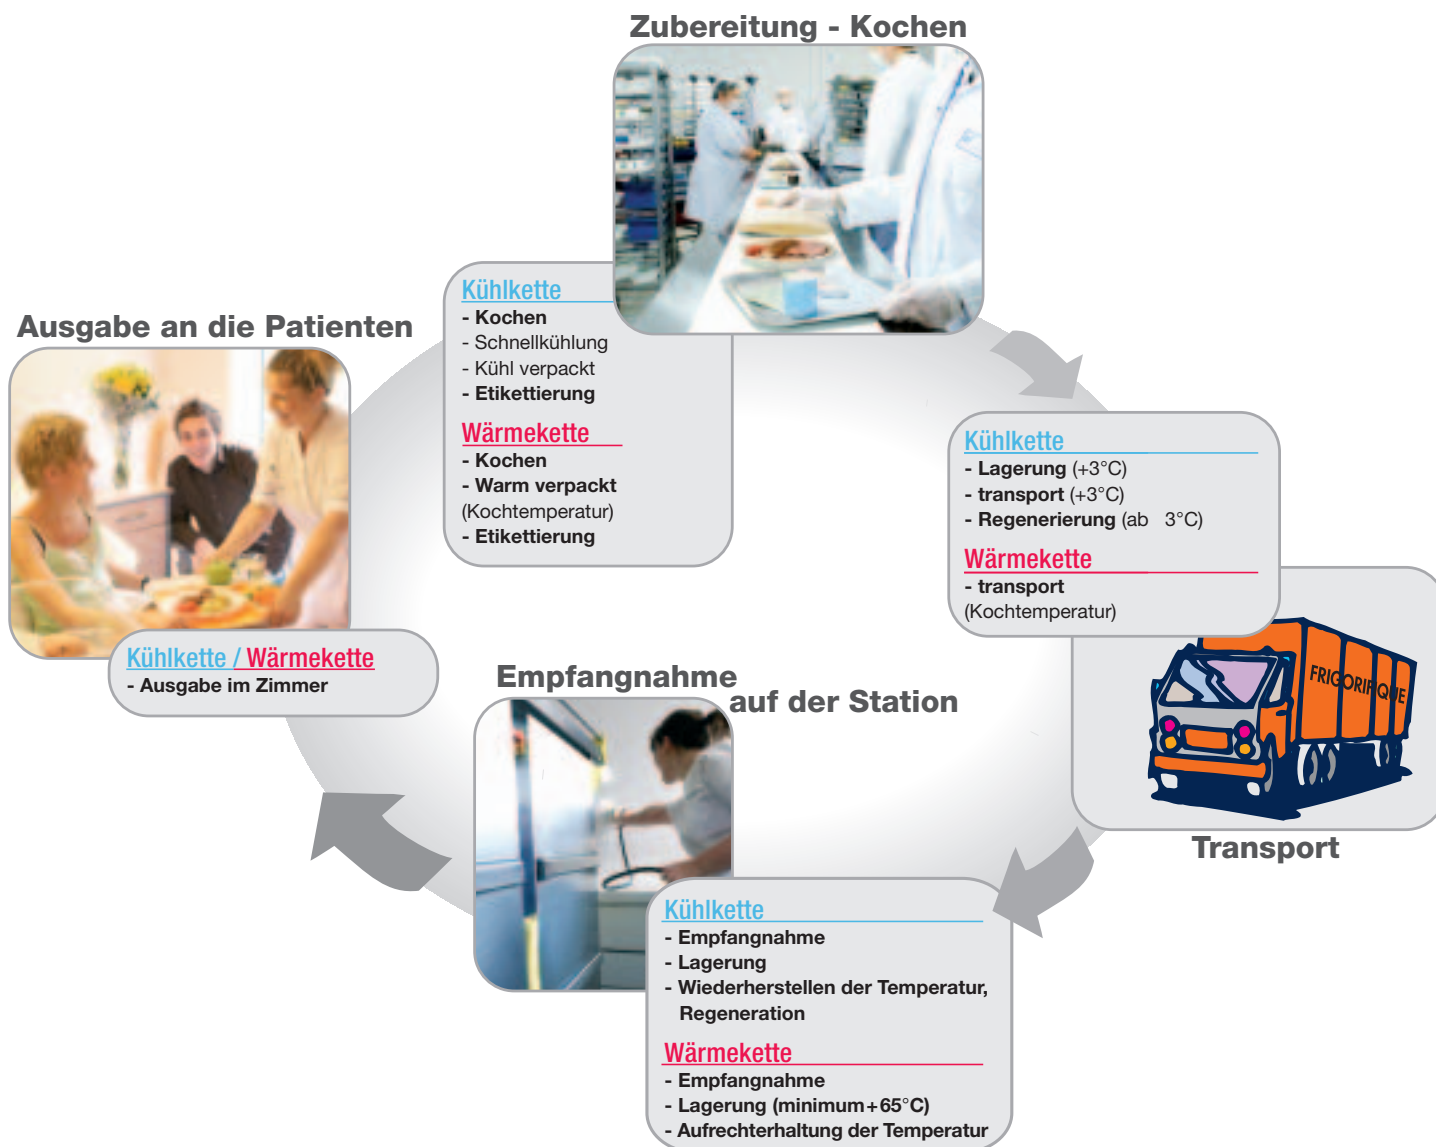 Zubereitung - Kochen
Kühlkette
- Kochen
- Schnellkühlung
- Kühl verpackt
- Etikettierung
Wärmekette
- Kochen
- Warm verpackt
(Kochtemperatur)
- Etikettierung
Kühlkette
- Lagerung (+3°C)
- transport (+3°C)
- Regenerierung (ab 3°C)
Wärmekette
- transport
(Kochtemperatur)
FRIGORIFIQUE
Transport
Empfangnahme
auf der Station
Kühlkette
- Empfangnahme
- Lagerung
- Wiederherstellen der Temperatur,
Regeneration
Wärmekette
- Empfangnahme
- Lagerung (minimum+65°C)
- Aufrechterhaltung der Temperatur
Ausgabe an die Patienten
Kühlkette / Wärmekette
- Ausgabe im Zimmer